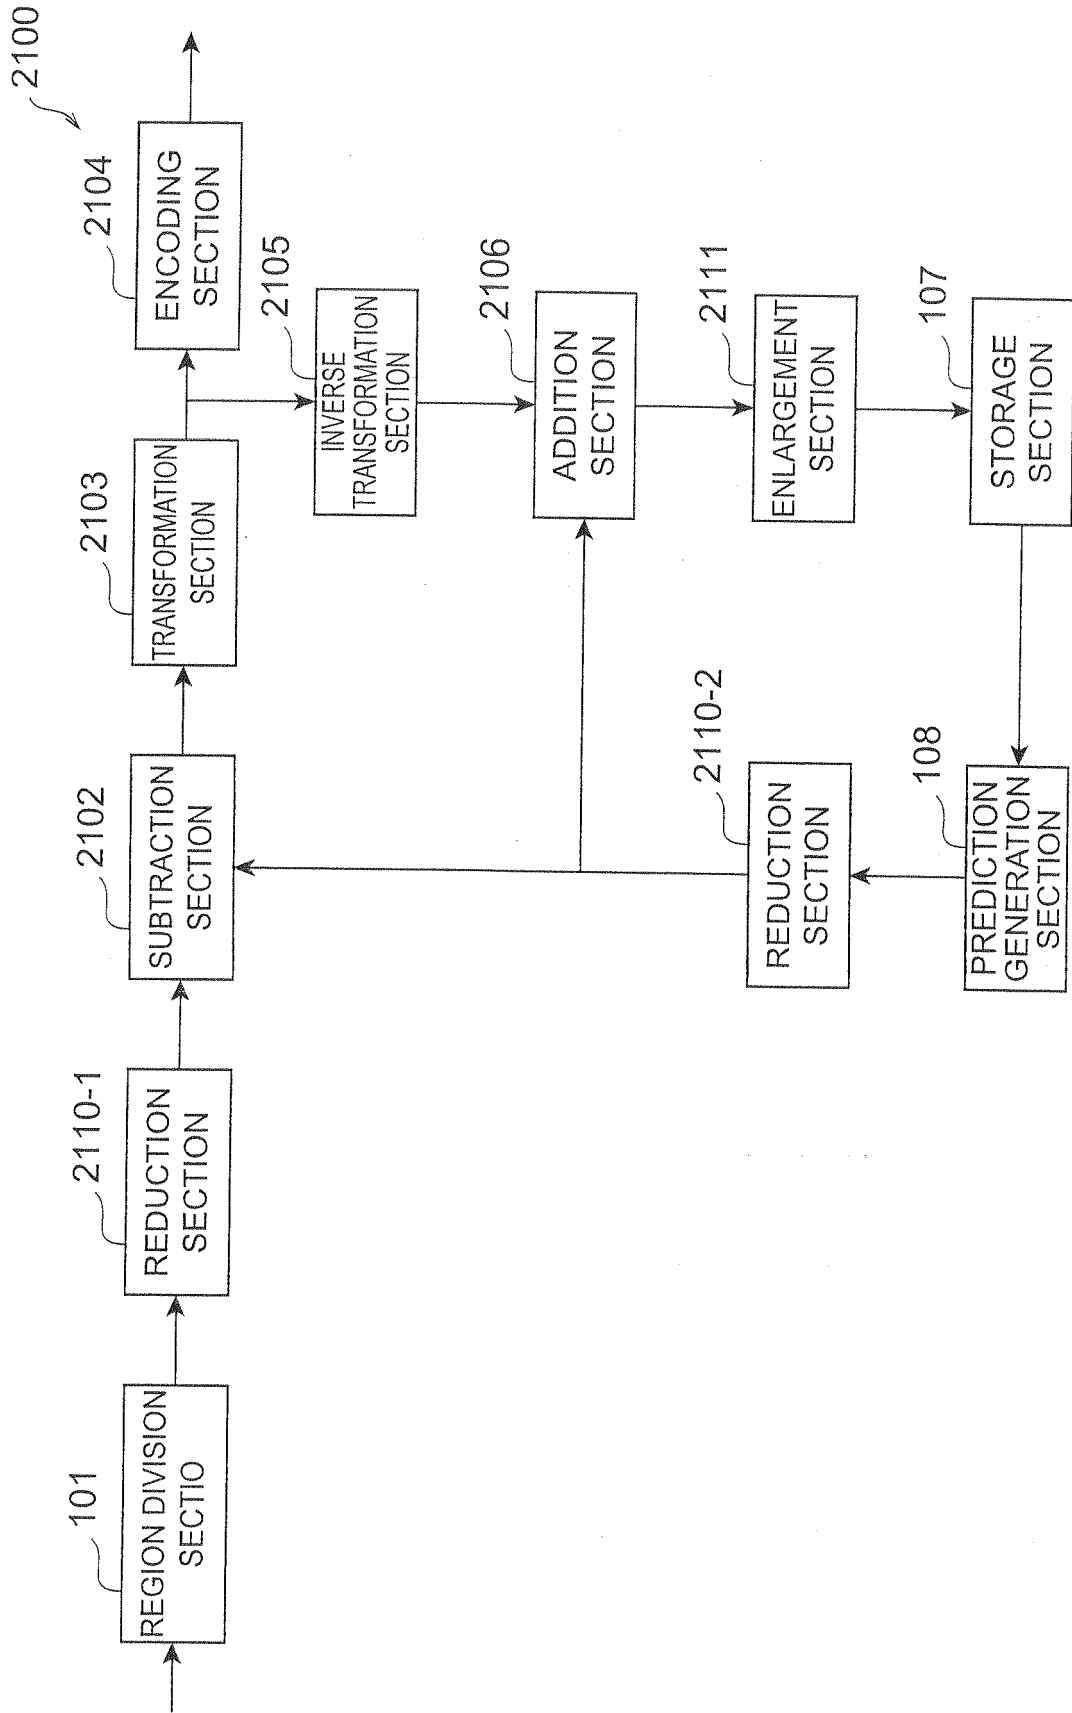 2100
101
REGION DIVISION
SECTIO
2110-1
REDUCTION
SECTION
2102
SUBTRACTION
SECTION
2103
TRANSFORMATION
SECTION
2104
ENCODING
SECTION
2105
INVERSE
TRANSFORMATION
SECTION
2106
ADDITION
SECTION
2110-2
REDUCTION
SECTION
2111
ENLARGEMENT
SECTION
108
PREDICTION
GENERATION
SECTION
107
STORAGE
SECTION